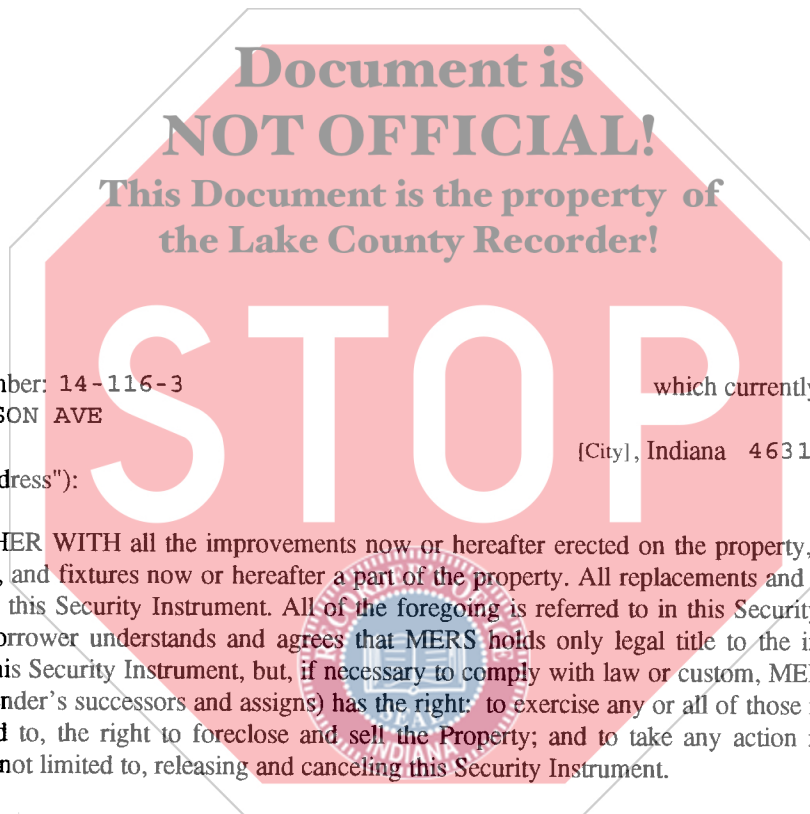 Document is
NOT OFFICIAL!
This Document is the property of
the Lake County Recorder!
STOP
nber: 14-116-3 which currently
SON AVE
[City], Indiana 4631
dress"):
HER WITH all the improvements now or hereafter erected on the property,
, and fixtures now or hereafter a part of the property. All replacements and
this Security Instrument. All of the foregoing is referred to in this Security
orrower understands and agrees that MERS holds only legal title to the in
is Security Instrument, but, if necessary to comply with law or custom, ME
nder's successors and assigns) has the right: to exercise any or all of those
d to, the right to foreclose and sell the Property; and to take any action
not limited to, releasing and canceling this Security Instrument.
SEAL
INDIANA